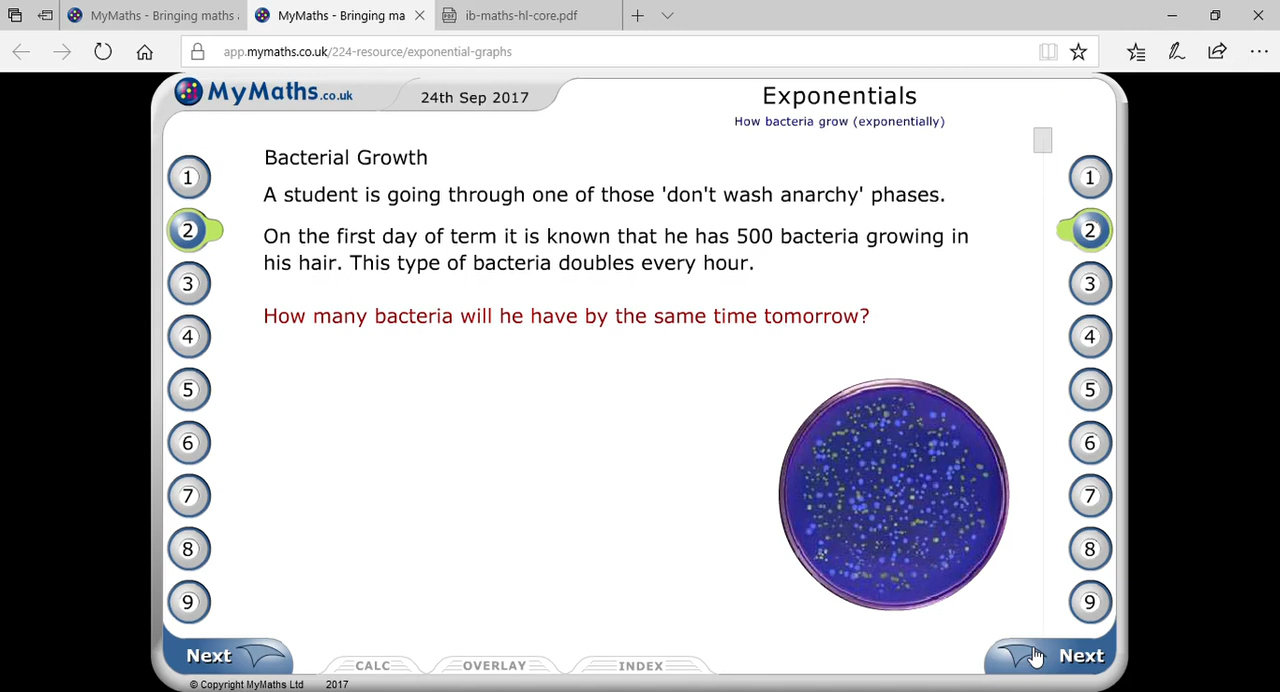 MyMaths - Bringing maths
MyMaths - Bringing ma
ib-maths-hl-core.pdf
app.mymaths.co.uk/224-resource/exponential-graphs
MyMaths.co.uk
24th Sep 2017
Exponentials
How bacteria grow (exponentially)
Bacterial Growth
A student is going through one of those 'don't wash anarchy' phases.
On the first day of term it is known that he has 500 bacteria growing in
his hair. This type of bacteria doubles every hour.
How many bacteria will he have by the same time tomorrow?
1
2
3
4
5
6
7
8
9
1
2
3
4
5
6
7
8
9
Next
CALC
OVERLAY
INDEX
Next
© Copyright MyMaths Ltd 2017